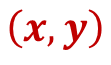 (x, y)